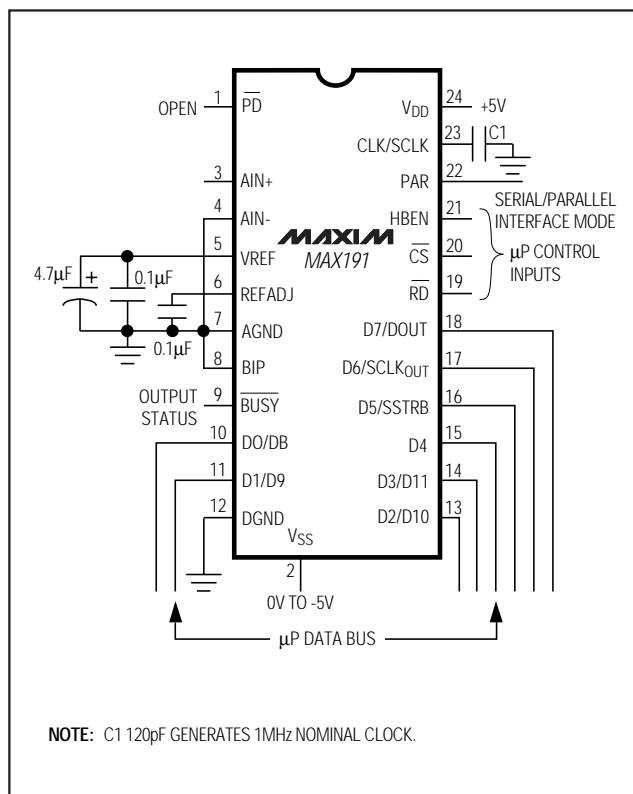 OPEN
1
PD
3
AIN+
4
AIN-
5
VREF
4.7μF
+
0.1μF
6
REFADJ
7
AGND
0.1μF
8
BIP
OUTPUT
STATUS
9
BUSY
10
DO/DB
11
D1/D9
12
DGND
VSS
2
0V TO -5V
MAXIM
MAX191
VDD
24
+5V
CLK/SCLK
23
C1
PAR
22
SERIAL/PARALLEL
INTERFACE MODE
HBEN
21
CS
20
μP CONTROL
INPUTS
RD
19
D7/DOUT
18
D6/SCLKOUT
17
D5/SSTRB
16
D4
15
D3/D11
14
D2/D10
13
μP DATA BUS
NOTE: C1 120pF GENERATES 1MHz NOMINAL CLOCK.